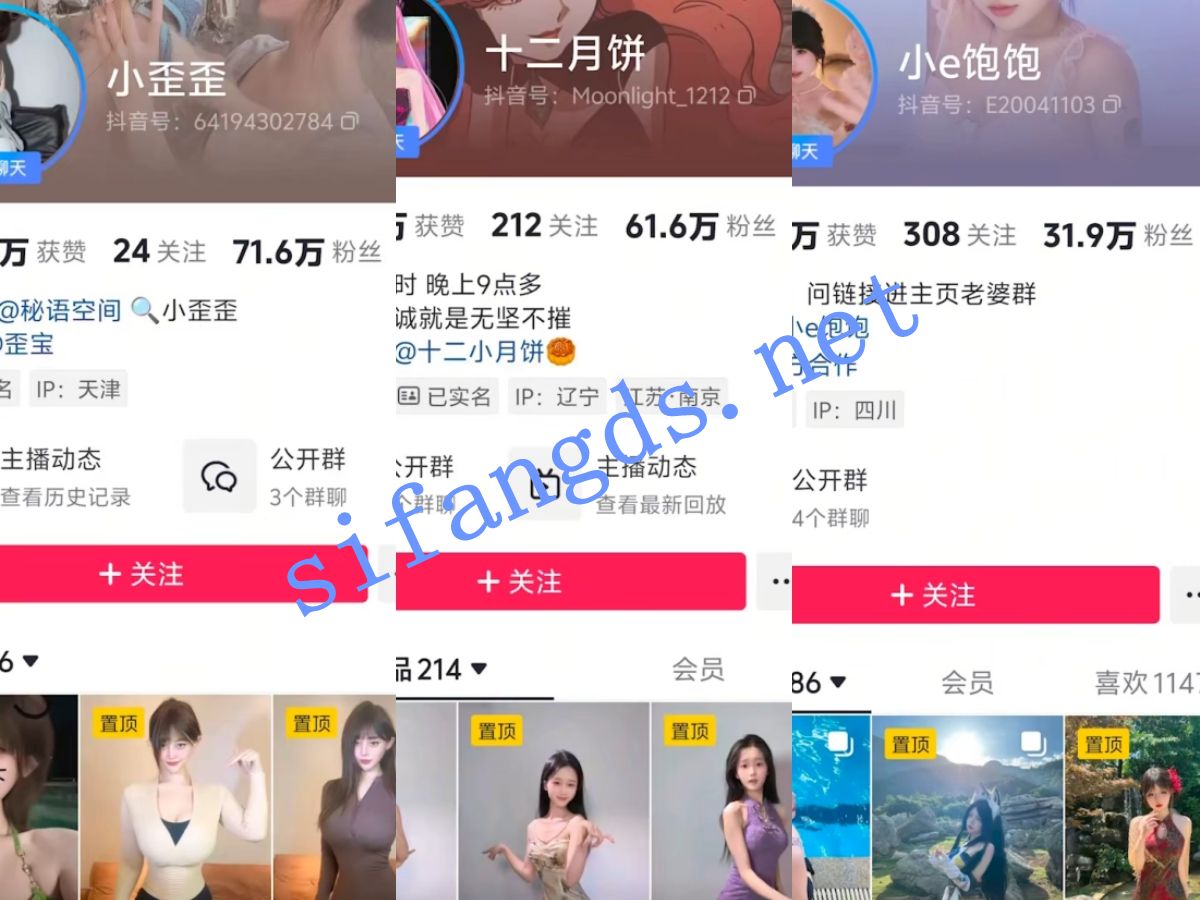 小歪歪
抖音号：64194302784
聊天
万 获赞 24 关注 71.6万 粉丝
@秘语空间 🔍小歪歪
歪宝
名 IP：天津
主播动态
查看历史记录
公开群
3个群聊
+ 关注
6
置顶 置顶
十二月饼
抖音号：Moonlight_1212
天
万 获赞 212 关注 61.6万 粉丝
时 晚上9点多
诚就是无坚不摧
@十二小月饼🥮
已实名 IP：辽宁 江苏·南京
公开群
个群聊
主播动态
查看最新回放
+ 关注
品 214 会员
置顶 置顶
小e饱饱
抖音号：E20041103
聊天
万 获赞 308 关注 31.9万 粉丝
问链接进主页老婆群
小e饱饱
合作
IP：四川
公开群
4个群聊
+ 关注
86 会员 喜欢 1147
置顶 置顶
sifangds.net